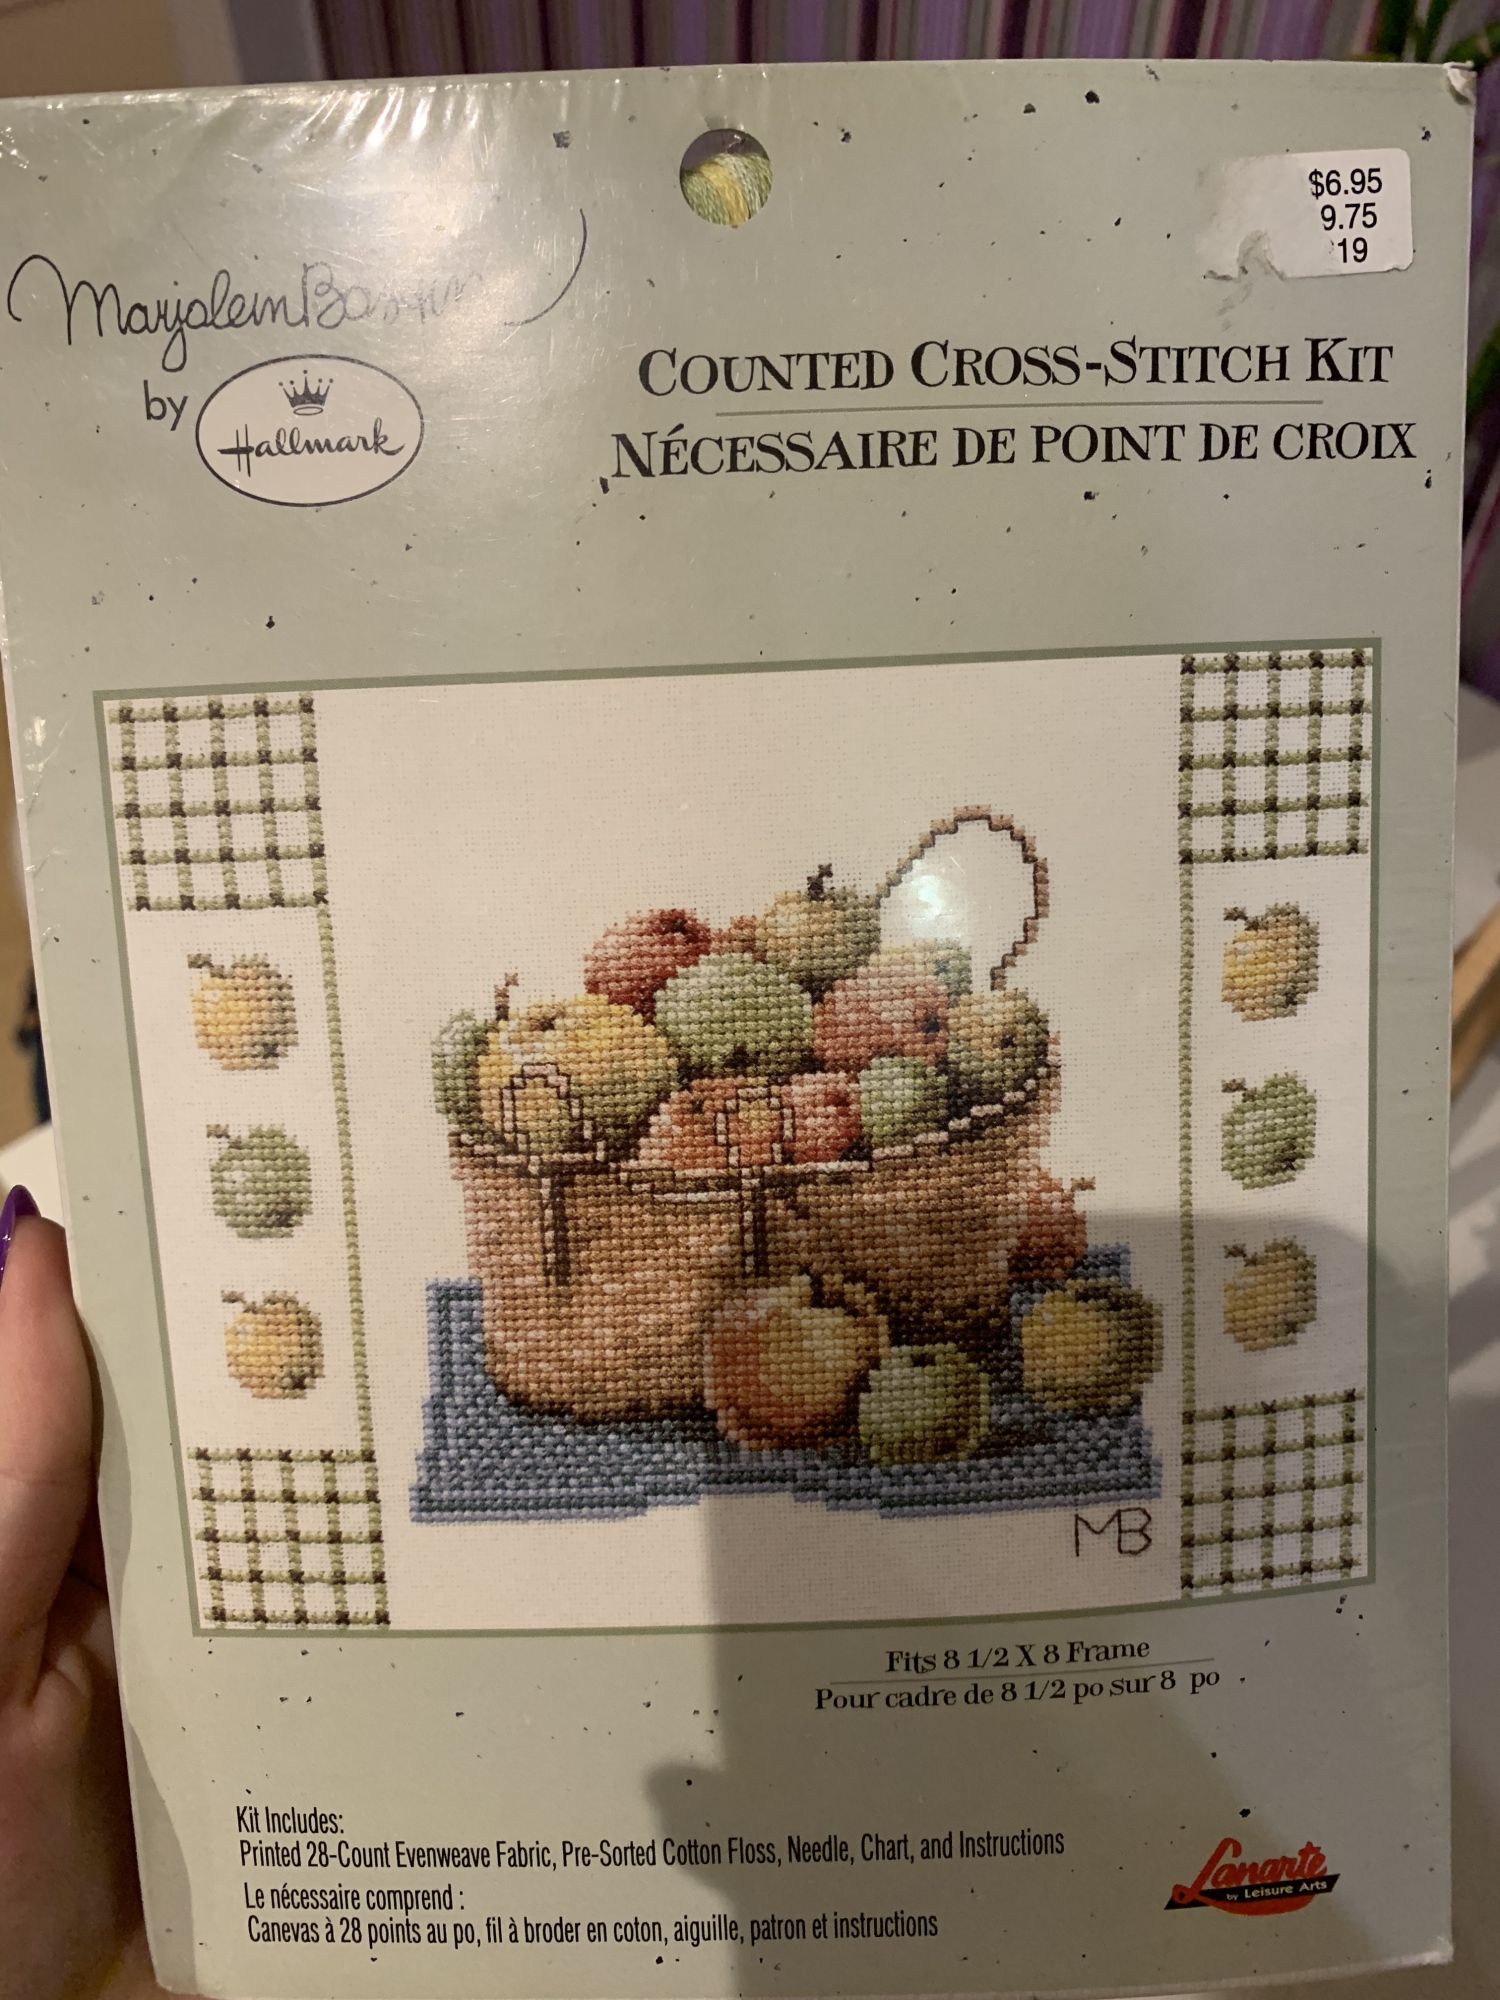 $6.95
9.75
19
Marjolein Bastin
by Hallmark
COUNTED CROSS-STITCH KIT
NÉCESSAIRE DE POINT DE CROIX
MB
Fits 8 1/2 X 8 Frame
Pour cadre de 8 1/2 po sur 8 po
Kit Includes:
Printed 28-Count Evenweave Fabric, Pre-Sorted Cotton Floss, Needle, Chart, and Instructions
Le nécessaire comprend :
Canevas à 28 points au po, fil à broder en coton, aiguille, patron et instructions
Lanarte
by Leisure Arts